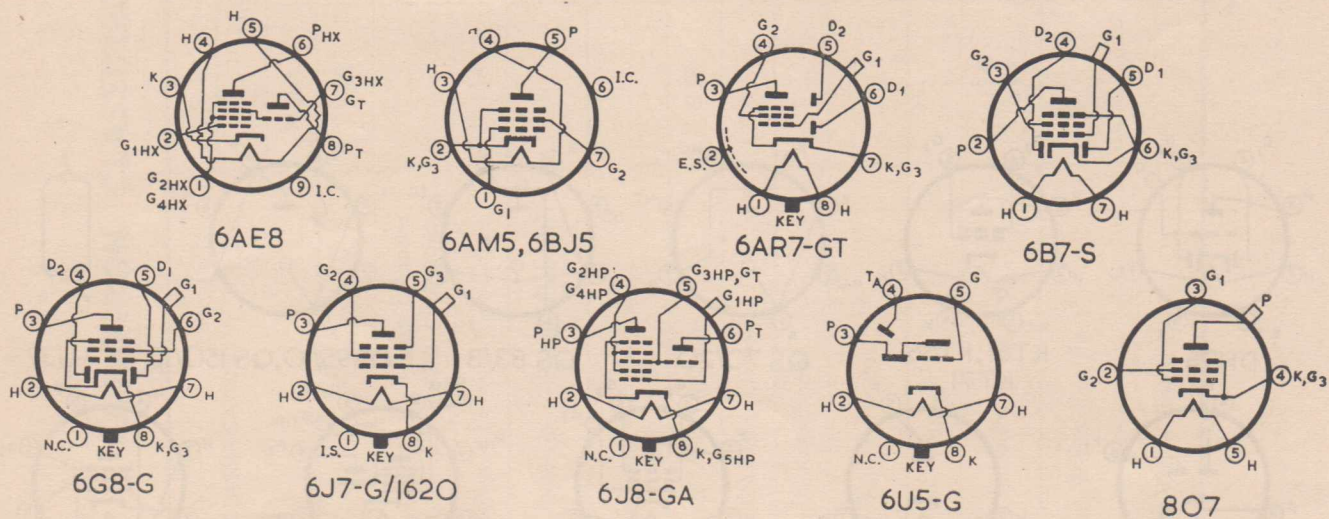 H 4
H 5
P HX 6
K 3
7 G3HX
GT
2 G1HX
8 PT
1 G2HX
G4HX
9 I.C.
6AE8
4
5 P
H 3
6 I.C.
2 K,G3
7 G2
1 G1
6AM5,6BJ5
G2 4
D2 5
G1
P 3
6 D1
E.S. 2
7 K,G3
H 1
KEY
8 H
6AR7-GT
D2 4
G1
G2 3
5 D1
P 2
6 K,G3
H 1
7 H
6B7-S
D2 4
D1 5
G1
P 3
6 G2
H 2
7 H
N.C. 1
KEY
8 K,G3
6G8-G
G2 4
5 G3
G1
P 3
H 2
7 H
I.S. 1
KEY
8 K
6J7-G/1620
G2HP
G4HP 4
G3HP,GT 5
G1HP
PHP 3
6 PT
H 2
7 H
N.C. 1
KEY
8 K,G5HP
6J8-GA
TA 4
5 G
P 3
H 2
7 H
N.C. 1
KEY
8 K
6U5-G
3 G1
P
G2 2
4 K,G3
H 1
5 H
807